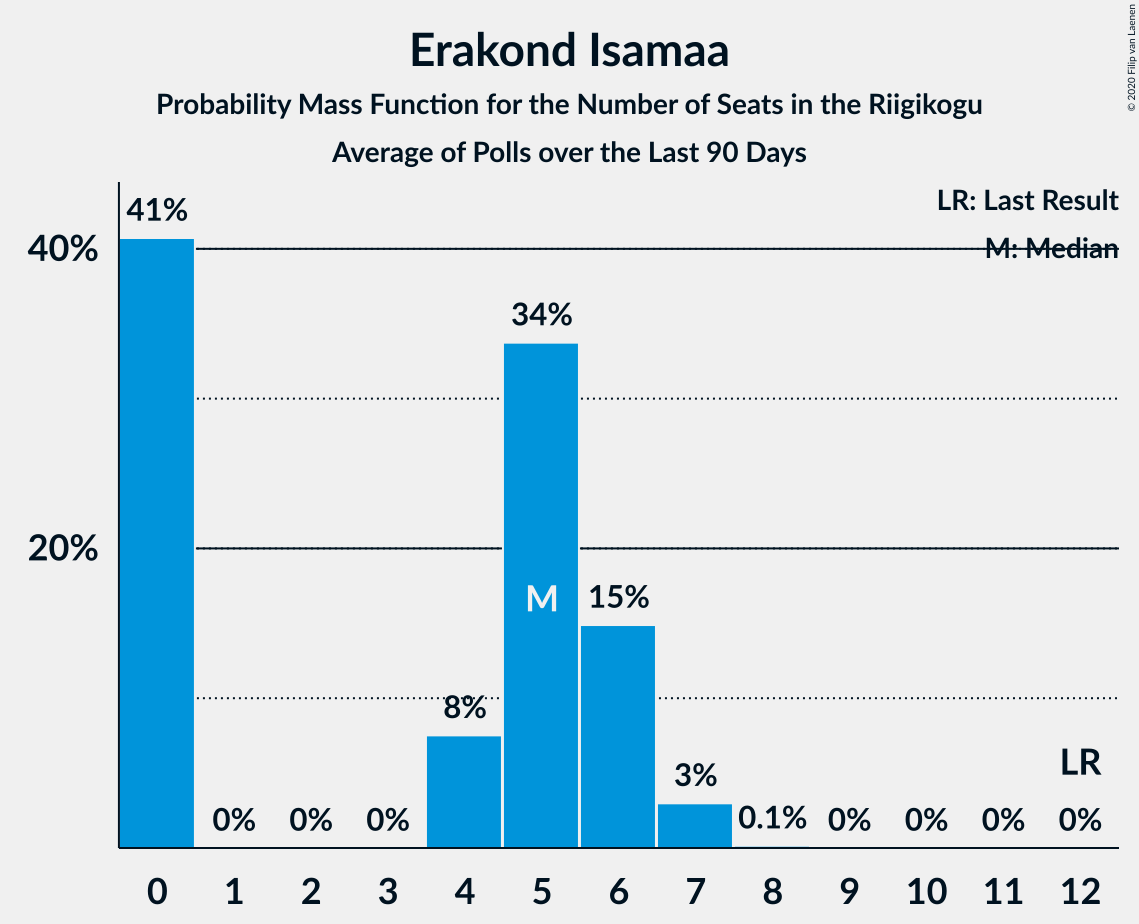 Erakond Isamaa
Probability Mass Function for the Number of Seats in the Riigikogu
Average of Polls over the Last 90 Days
© 2020 Filip van Laenen
LR: Last Result
M: Median
41%
40%
34%
20%
M
15%
8%
LR
3%
0% 0% 0% 0.1% 0% 0% 0% 0%
0 1 2 3 4 5 6 7 8 9 10 11 12